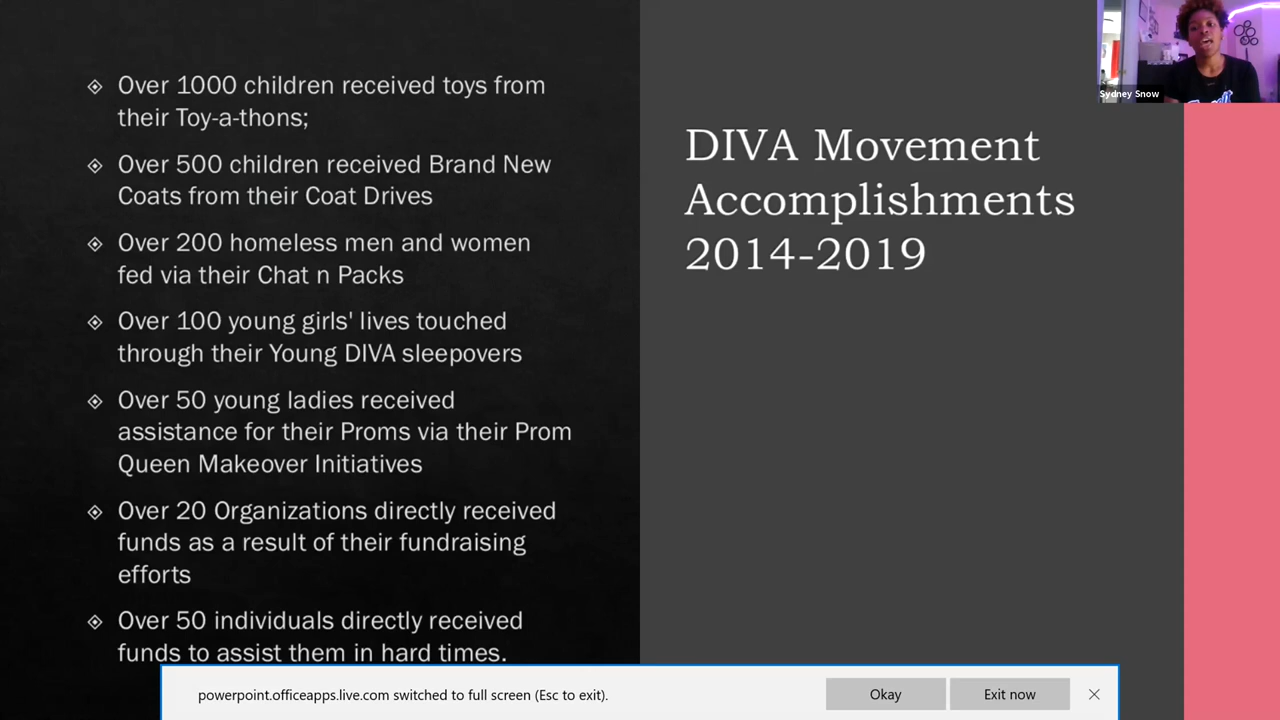 Over 1000 children received toys from
their Toy-a-thons;
Over 500 children received Brand New
Coats from their Coat Drives
Over 200 homeless men and women
fed via their Chat n Packs
Over 100 young girls' lives touched
through their Young DIVA sleepovers
Over 50 young ladies received
assistance for their Proms via their Prom
Queen Makeover Initiatives
Over 20 Organizations directly received
funds as a result of their fundraising
efforts
Over 50 individuals directly received
funds to assist them in hard times.
DIVA Movement
Accomplishments
2014-2019
Sydney Snow
powerpoint.officeapps.live.com switched to full screen (Esc to exit).
Okay
Exit now